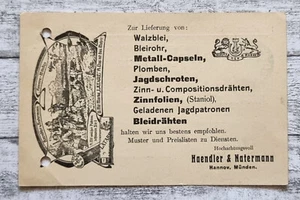 Zur Lieferung von:
Walzblei,
Bleirohr,
Metall-Capseln,
Plomben,
Jagdschroten,
Zinn- u. Compositionsdrähten,
Zinnfolien, (Staniol),
Geladenen Jagdpatronen
Bleidrähten
halten wir uns bestens empfohlen.
Muster und Preislisten zu Diensten.
Hochachtungsvoll
Haendler & Natermann
Hannov. Münden.